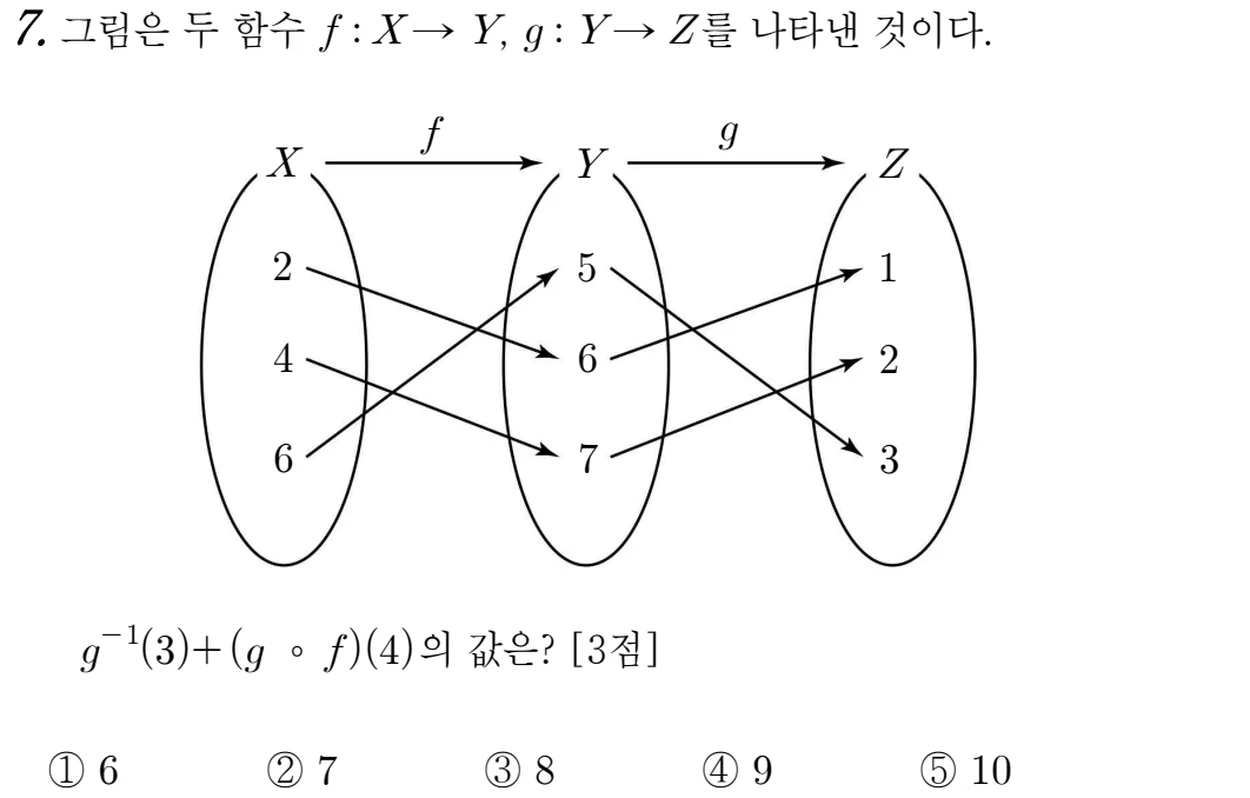 7. 그림은 두 함수 f : X → Y, g : Y → Z를 나타낸 것이다.
f g
X Y Z
2 5 1
4 6 2
6 7 3
g⁻¹(3)+(g ∘ f)(4)의 값은? [3점]
① 6 ② 7 ③ 8 ④ 9 ⑤ 10